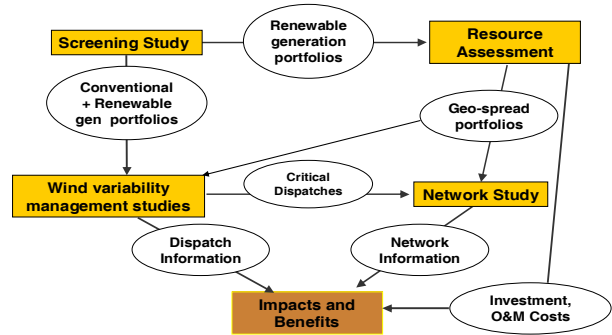 Screening Study
Renewable
generation
portfolios
Resource
Assessment
Conventional
+ Renewable
gen portfolios
Geo-spread
portfolios
Wind variability
management studies
Critical
Dispatches
Network Study
Dispatch
Information
Network
Information
Impacts and
Benefits
Investment,
O&M Costs